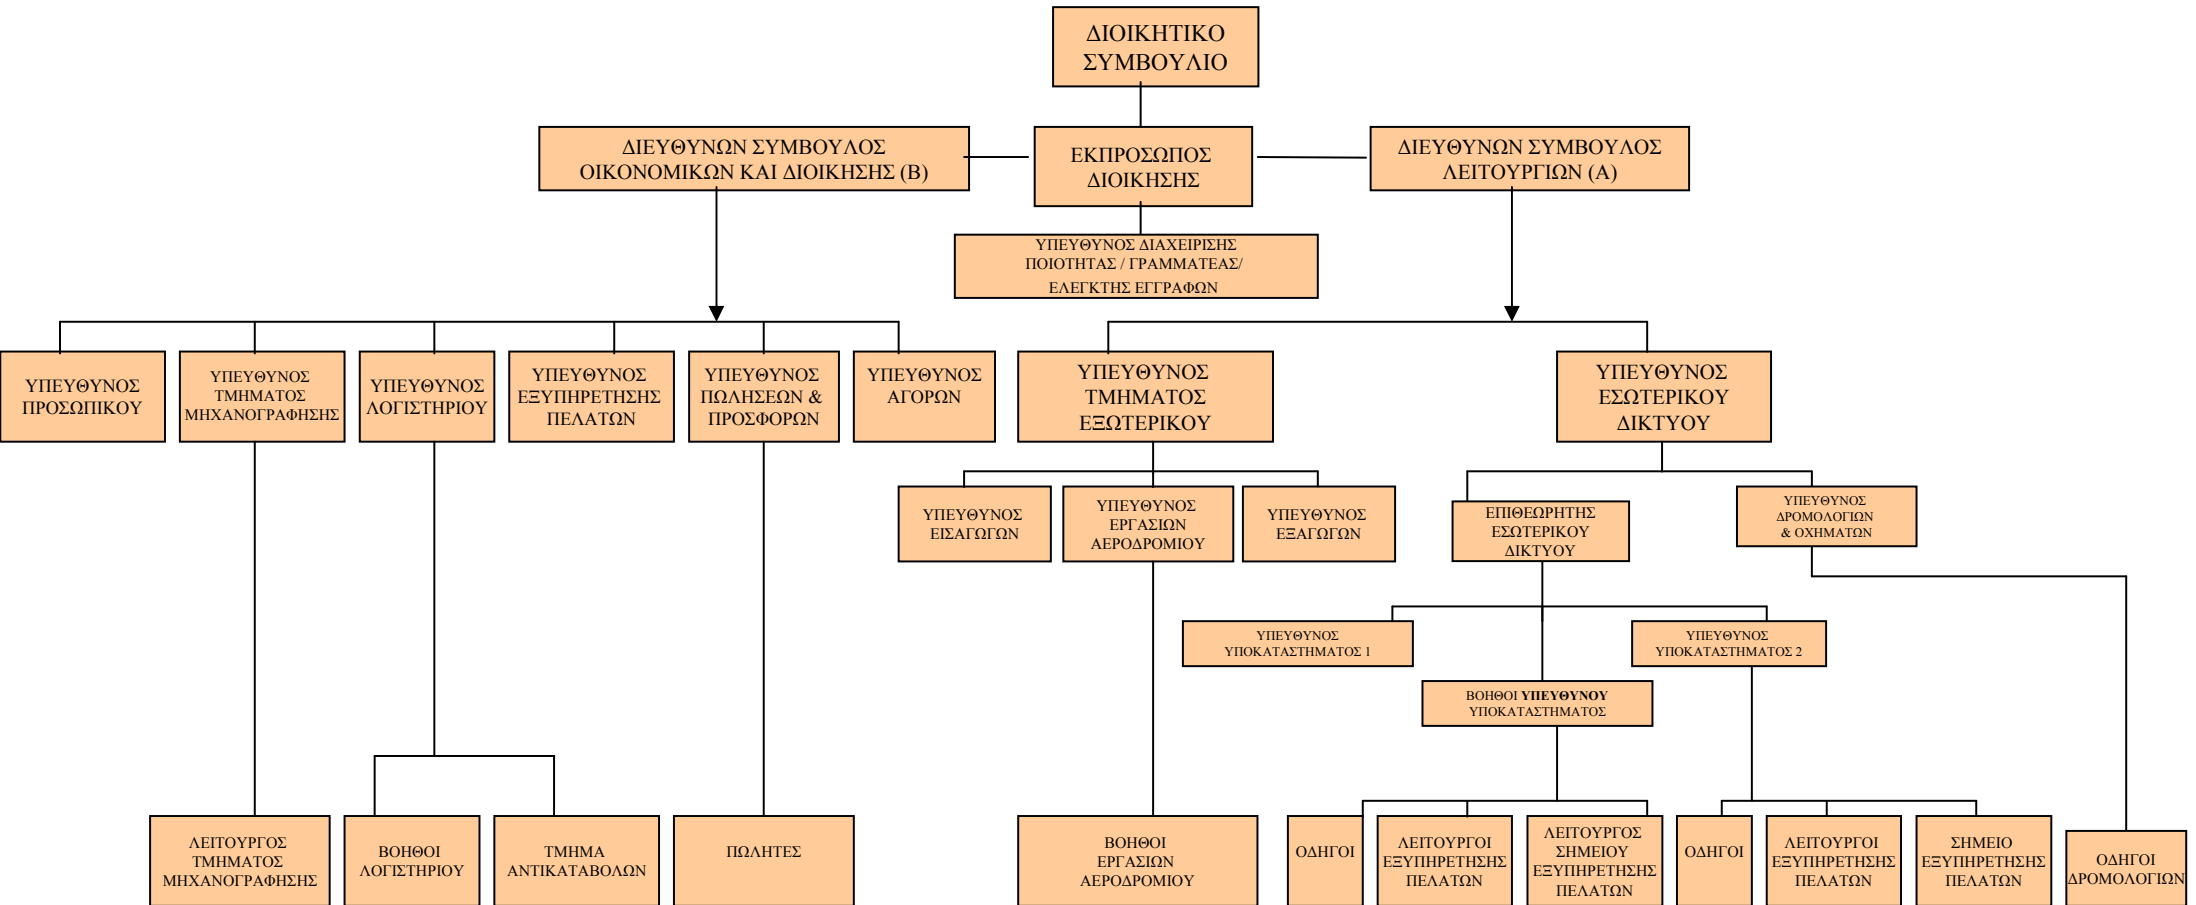 ΔΙΟΙΚΗΤΙΚΟ
ΣΥΜΒΟΥΛΙΟ
ΔΙΕΥΘΥΝΩΝ ΣΥΜΒΟΥΛΟΣ
ΟΙΚΟΝΟΜΙΚΩΝ ΚΑΙ ΔΙΟΙΚΗΣΗΣ (Β)
ΕΚΠΡΟΣΩΠΟΣ
ΔΙΟΙΚΗΣΗΣ
ΔΙΕΥΘΥΝΩΝ ΣΥΜΒΟΥΛΟΣ
ΛΕΙΤΟΥΡΓΙΩΝ (Α)
ΥΠΕΥΘΥΝΟΣ ΔΙΑΧΕΙΡΙΣΗΣ
ΠΟΙΟΤΗΤΑΣ / ΓΡΑΜΜΑΤΕΑΣ/
ΕΛΕΓΚΤΗΣ ΕΓΓΡΑΦΩΝ
ΥΠΕΥΘΥΝΟΣ
ΠΡΟΣΩΠΙΚΟΥ
ΥΠΕΥΘΥΝΟΣ
ΤΜΗΜΑΤΟΣ
ΜΗΧΑΝΟΓΡΑΦΗΣΗΣ
ΥΠΕΥΘΥΝΟΣ
ΛΟΓΙΣΤΗΡΙΟΥ
ΥΠΕΥΘΥΝΟΣ
ΕΞΥΠΗΡΕΤΗΣΗΣ
ΠΕΛΑΤΩΝ
ΥΠΕΥΘΥΝΟΣ
ΠΩΛΗΣΕΩΝ &
ΠΡΟΣΦΟΡΩΝ
ΥΠΕΥΘΥΝΟΣ
ΑΓΟΡΩΝ
ΥΠΕΥΘΥΝΟΣ
ΤΜΗΜΑΤΟΣ
ΕΞΩΤΕΡΙΚΟΥ
ΥΠΕΥΘΥΝΟΣ
ΕΣΩΤΕΡΙΚΟΥ
ΔΙΚΤΥΟΥ
ΥΠΕΥΘΥΝΟΣ
ΕΙΣΑΓΩΓΩΝ
ΥΠΕΥΘΥΝΟΣ
ΕΡΓΑΣΙΩΝ
ΑΕΡΟΔΡΟΜΙΟΥ
ΥΠΕΥΘΥΝΟΣ
ΕΞΑΓΩΓΩΝ
ΕΠΙΘΕΩΡΗΤΗΣ
ΕΣΩΤΕΡΙΚΟΥ
ΔΙΚΤΥΟΥ
ΥΠΕΥΘΥΝΟΣ
ΔΡΟΜΟΛΟΓΙΩΝ
& ΟΧΗΜΑΤΩΝ
ΥΠΕΥΘΥΝΟΣ
ΥΠΟΚΑΤΑΣΤΗΜΑΤΟΣ 1
ΥΠΕΥΘΥΝΟΣ
ΥΠΟΚΑΤΑΣΤΗΜΑΤΟΣ 2
ΒΟΗΘΟΙ ΥΠΕΥΘΥΝΟΥ
ΥΠΟΚΑΤΑΣΤΗΜΑΤΟΣ
ΛΕΙΤΟΥΡΓΟΣ
ΤΜΗΜΑΤΟΣ
ΜΗΧΑΝΟΓΡΑΦΗΣΗΣ
ΒΟΗΘΟΙ
ΛΟΓΙΣΤΗΡΙΟΥ
ΤΜΗΜΑ
ΑΝΤΙΚΑΤΑΒΟΛΩΝ
ΠΩΛΗΤΕΣ
ΒΟΗΘΟΙ
ΕΡΓΑΣΙΩΝ
ΑΕΡΟΔΡΟΜΙΟΥ
ΟΔΗΓΟΙ
ΛΕΙΤΟΥΡΓΟΙ
ΕΞΥΠΗΡΕΤΗΣΗΣ
ΠΕΛΑΤΩΝ
ΛΕΙΤΟΥΡΓΟΣ
ΣΗΜΕΙΟΥ
ΕΞΥΠΗΡΕΤΗΣΗΣ
ΠΕΛΑΤΩΝ
ΟΔΗΓΟΙ
ΛΕΙΤΟΥΡΓΟΙ
ΕΞΥΠΗΡΕΤΗΣΗΣ
ΠΕΛΑΤΩΝ
ΣΗΜΕΙΟ
ΕΞΥΠΗΡΕΤΗΣΗΣ
ΠΕΛΑΤΩΝ
ΟΔΗΓΟΙ
ΔΡΟΜΟΛΟΓΙΩΝ